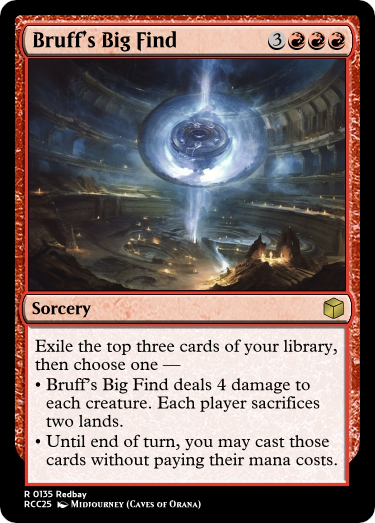 Bruff's Big Find 3
Sorcery
Exile the top three cards of your library,
then choose one —
• Bruff's Big Find deals 4 damage to
each creature. Each player sacrifices
two lands.
• Until end of turn, you may cast those
cards without paying their mana costs.
R 0135 Redbay
RCC25 Midjourney (Caves of Orana)